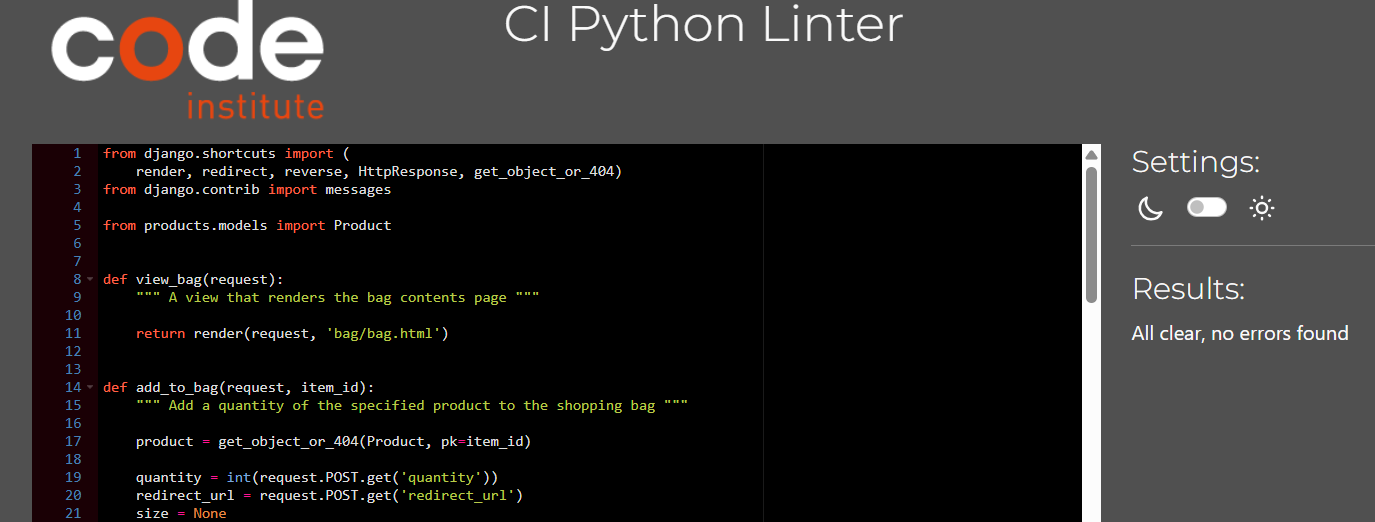 code
institute
CI Python Linter
1 from django.shortcuts import (
2     render, redirect, reverse, HttpResponse, get_object_or_404)
3 from django.contrib import messages
4
5 from products.models import Product
6
7
8 def view_bag(request):
9     """ A view that renders the bag contents page """
10
11     return render(request, 'bag/bag.html')
12
13
14 def add_to_bag(request, item_id):
15     """ Add a quantity of the specified product to the shopping bag """
16
17     product = get_object_or_404(Product, pk=item_id)
18
19     quantity = int(request.POST.get('quantity'))
20     redirect_url = request.POST.get('redirect_url')
21     size = None
Settings:
Results:
All clear, no errors found